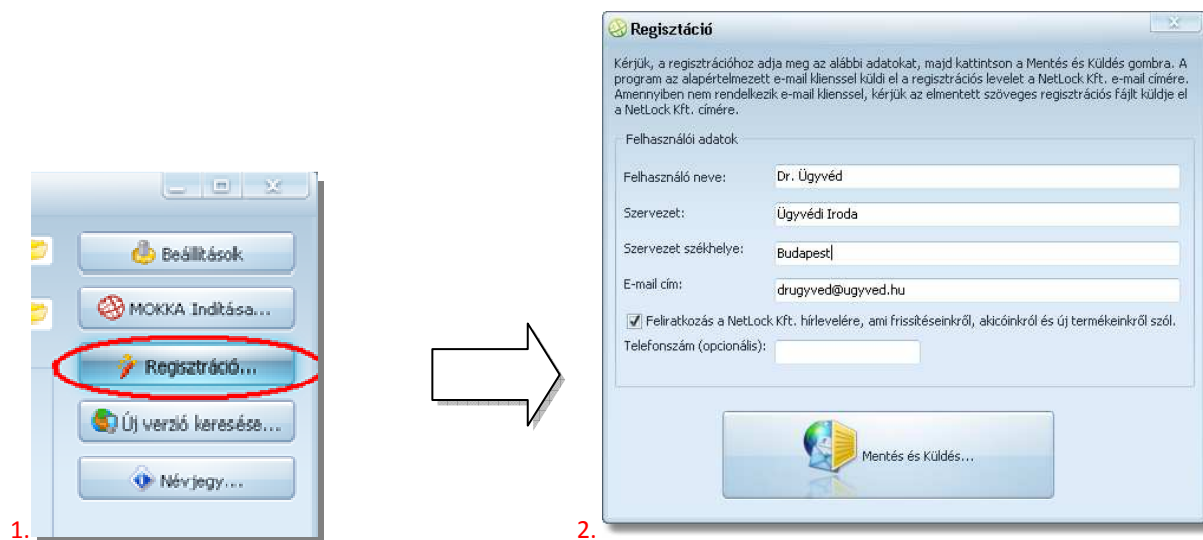 Beállítások
MOKKA Indítása...
Regisztráció...
Új verzió keresése...
Névjegy...
1.
Regisztáció
Kérjük, a regisztrációhoz adja meg az alábbi adatokat, majd kattintson a Mentés és Küldés gombra. A
program az alapértelmezett e-mail klienssel küldi el a regisztrációs levelet a NetLock Kft. e-mail címére.
Amennyiben nem rendelkezik e-mail klienssel, kérjük az elmentett szöveges regisztrációs fájlt küldje el
a NetLock Kft. címére.
Felhasználói adatok
Felhasználó neve: Dr. Ügyvéd
Szervezet: Ügyvédi Iroda
Szervezet székhelye: Budapest
E-mail cím: drugyved@ugyved.hu
Feliratkozás a NetLock Kft. hírlevelére, ami frissítéseinkről, akicóinkról és új termékeinkről szól.
Telefonszám (opcionális):
Mentés és Küldés...
2.